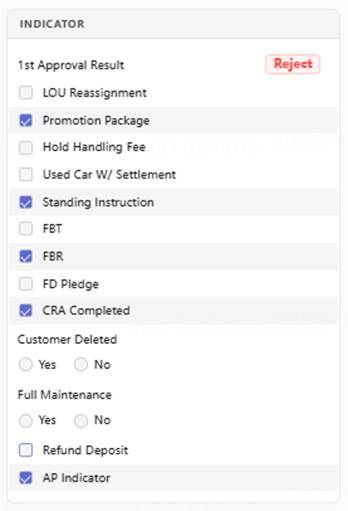 INDICATOR
1st Approval Result Reject
LOU Reassignment
Promotion Package
Hold Handling Fee
Used Car W/ Settlement
Standing Instruction
FBT
FBR
FD Pledge
CRA Completed
Customer Deleted
Yes No
Full Maintenance
Yes No
Refund Deposit
AP Indicator